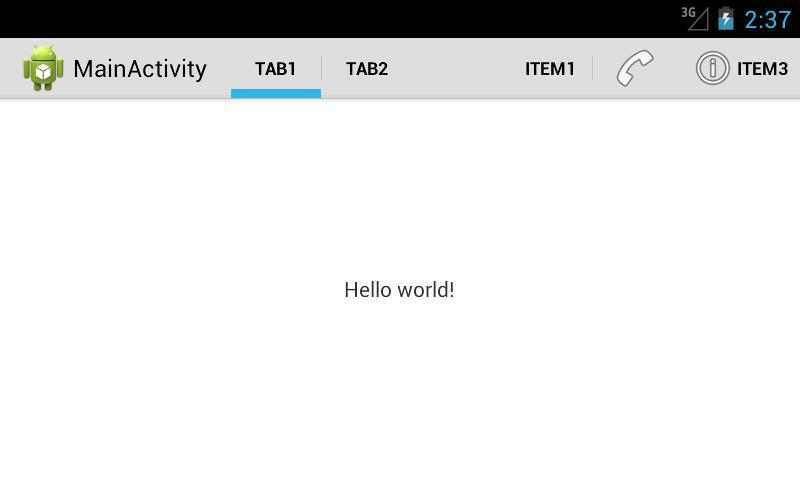 3G 2:37
MainActivity TAB1 TAB2 ITEM1 ITEM3
Hello world!